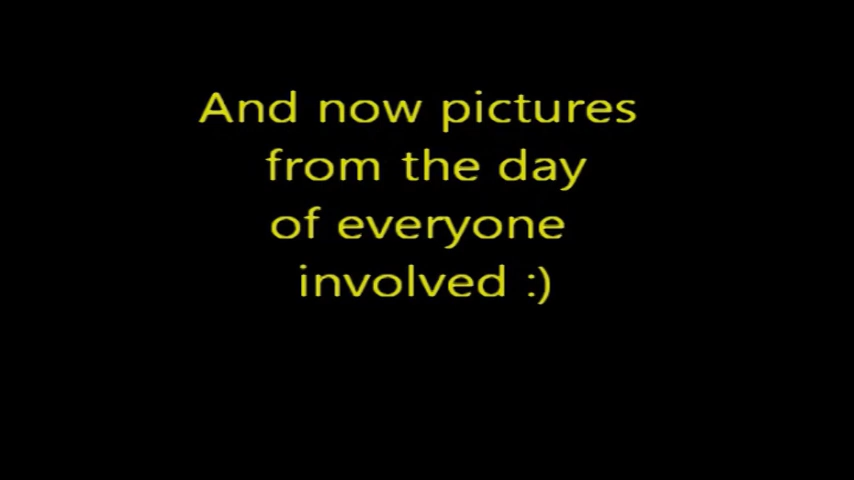 And now pictures
from the day
of everyone
involved :)